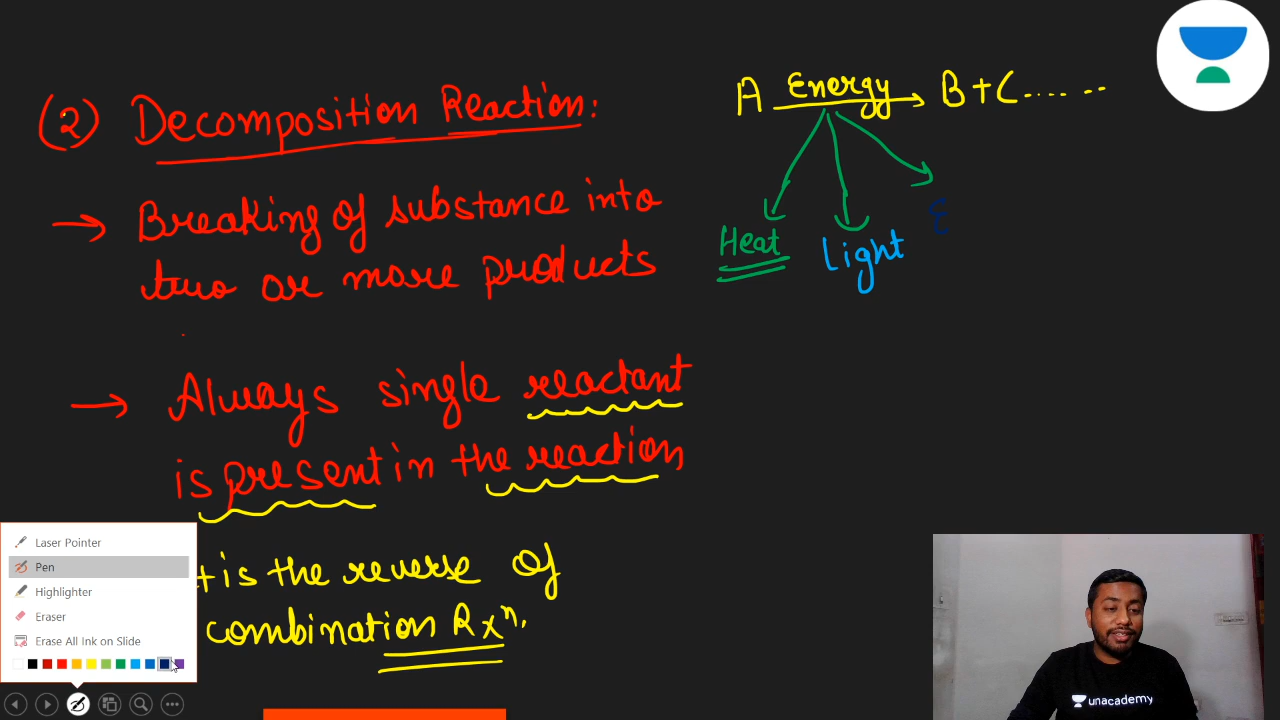 (2) Decomposition Reaction:
→ Breaking of substance into
two or more products
→ Always single reactant
is present in the reaction
t is the reverse of
combination Rxⁿ.
A Energy → B+C......
Heat
Light
E
Laser Pointer
Pen
Highlighter
Eraser
Erase All Ink on Slide
unacademy